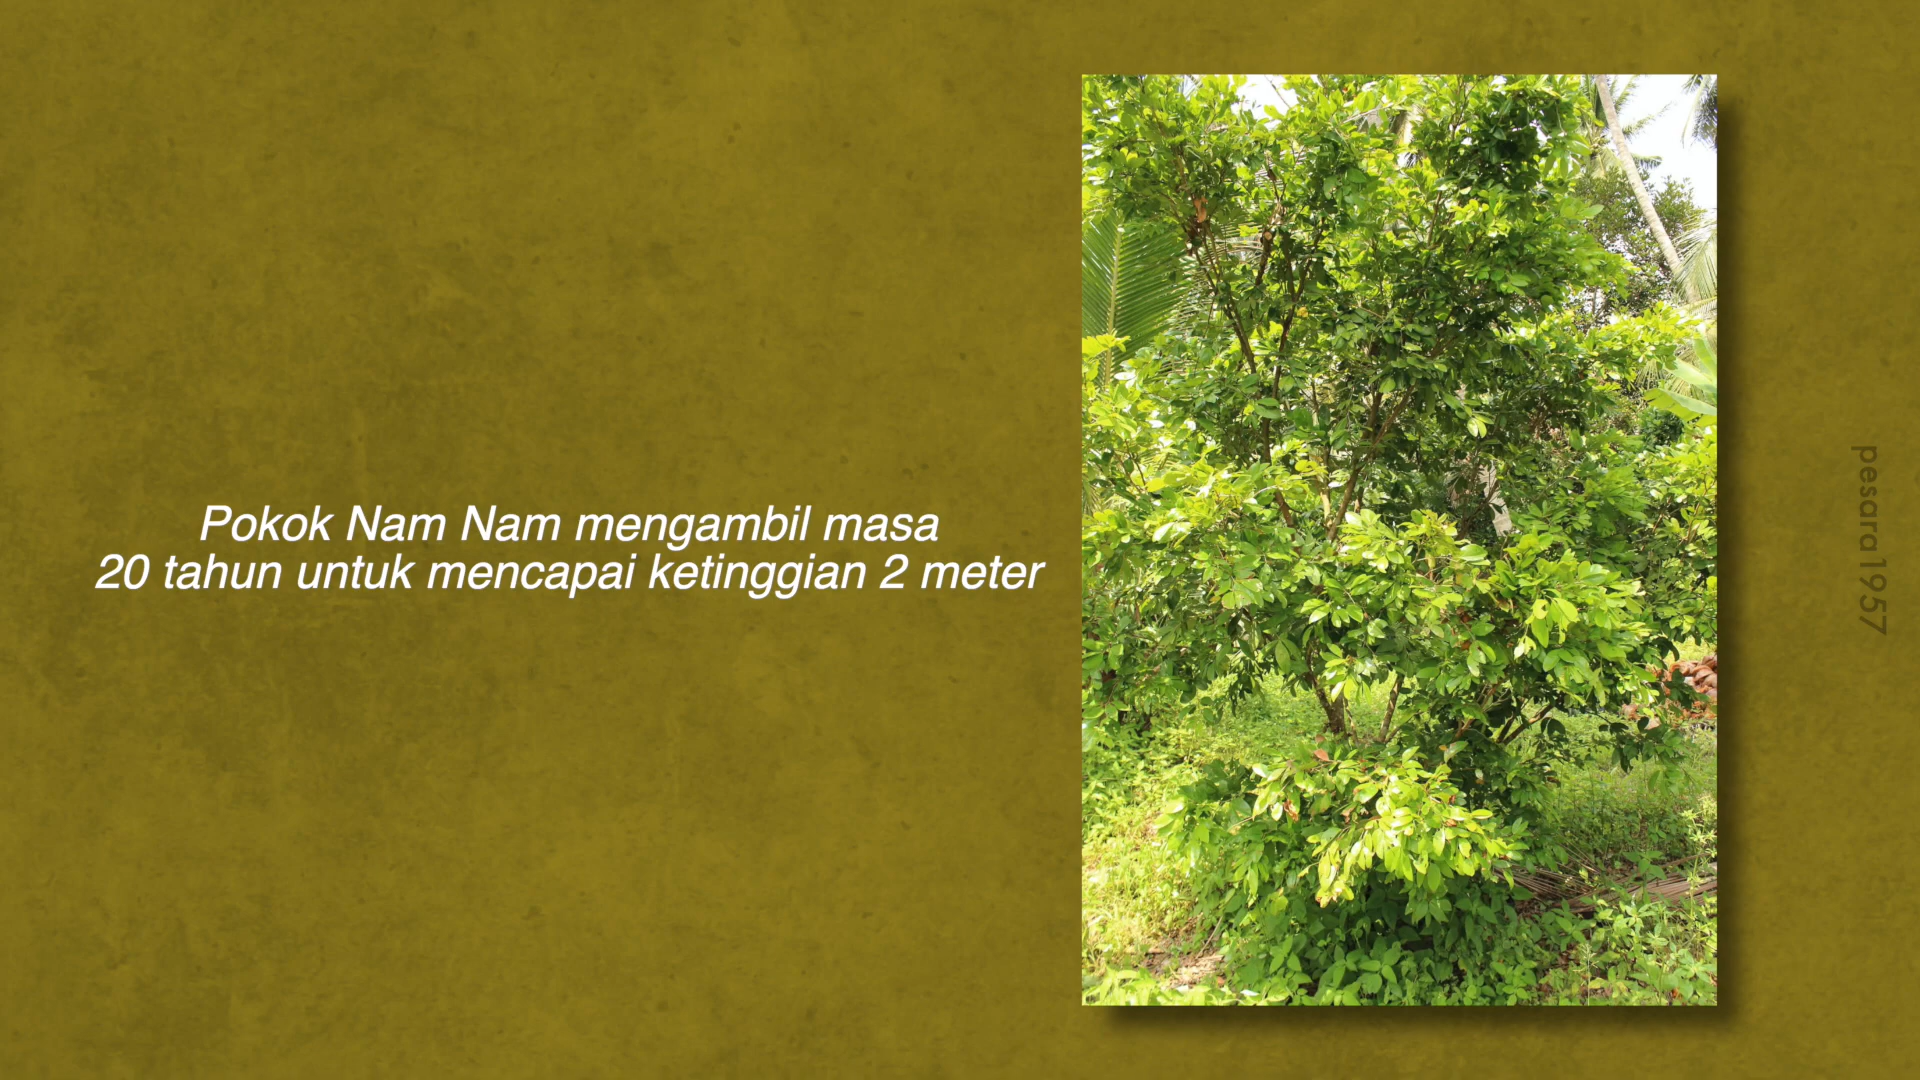 Pokok Nam Nam mengambil masa
20 tahun untuk mencapai ketinggian 2 meter
pesara1957